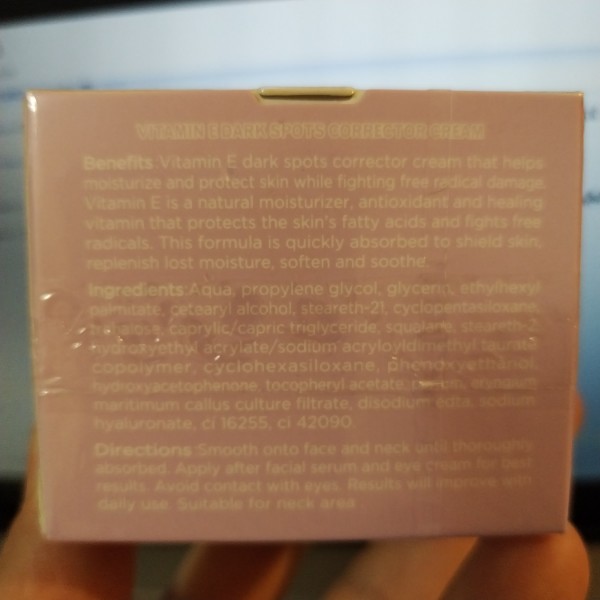 VITAMIN E DARK SPOTS CORRECTOR CREAM
Benefits: Vitamin E dark spots corrector cream that helps
moisturize and protect skin while fighting free radical damage.
Vitamin E is a natural moisturizer, antioxidant and healing
vitamin that protects the skin's fatty acids and fights free
radicals. This formula is quickly absorbed to shield skin,
replenish lost moisture, soften and soothe.
Ingredients: Aqua, propylene glycol, glycerin, ethylhexyl
palmitate, cetearyl alcohol, steareth-21, cyclopentasiloxane,
trehalose, caprylic/capric triglyceride, squalane, steareth-2,
hydroxyethyl acrylate/sodium acryloyldimethyl taurate
copolymer, cyclohexasiloxane, phenoxyethanol,
hydroxyacetophenone, tocopheryl acetate, eryngium
maritimum callus culture filtrate, disodium edta, sodium
hyaluronate, ci 16255, ci 42090.
Directions: Smooth onto face and neck until thoroughly
absorbed. Apply after facial serum and eye cream for best
results. Avoid contact with eyes. Results will improve with
daily use. Suitable for neck area